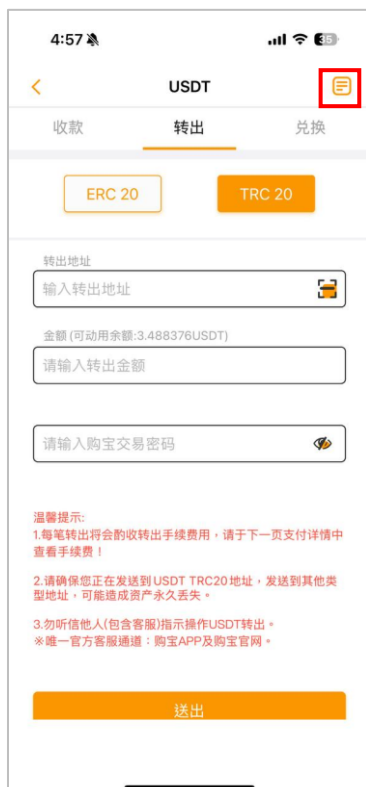 4:57
35
USDT
收款
转出
兑换
ERC 20
TRC 20
转出地址
输入转出地址
金额 (可动用余额:3.488376USDT)
请输入转出金额
请输入购宝交易密码
温馨提示:
1.每笔转出将会酌收转出手续费用，请于下一页支付详情中
查看手续费！
2.请确保您正在发送到 USDT TRC20 地址，发送到其他类
型地址，可能造成资产永久丢失。
3.勿听信他人(包含客服)指示操作USDT转出。
※唯一官方客服通道：购宝APP及购宝官网。
送出